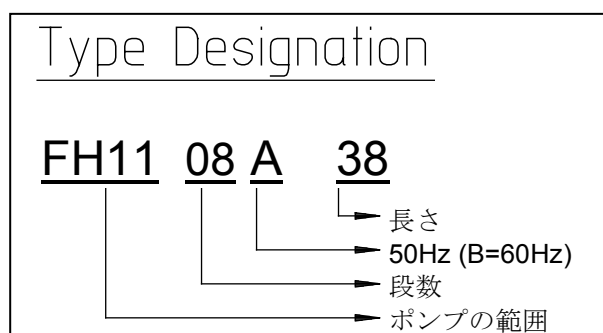 Type Designation
FH11 08 A 38
長さ
50Hz (B=60Hz)
段数
ポンプの範囲